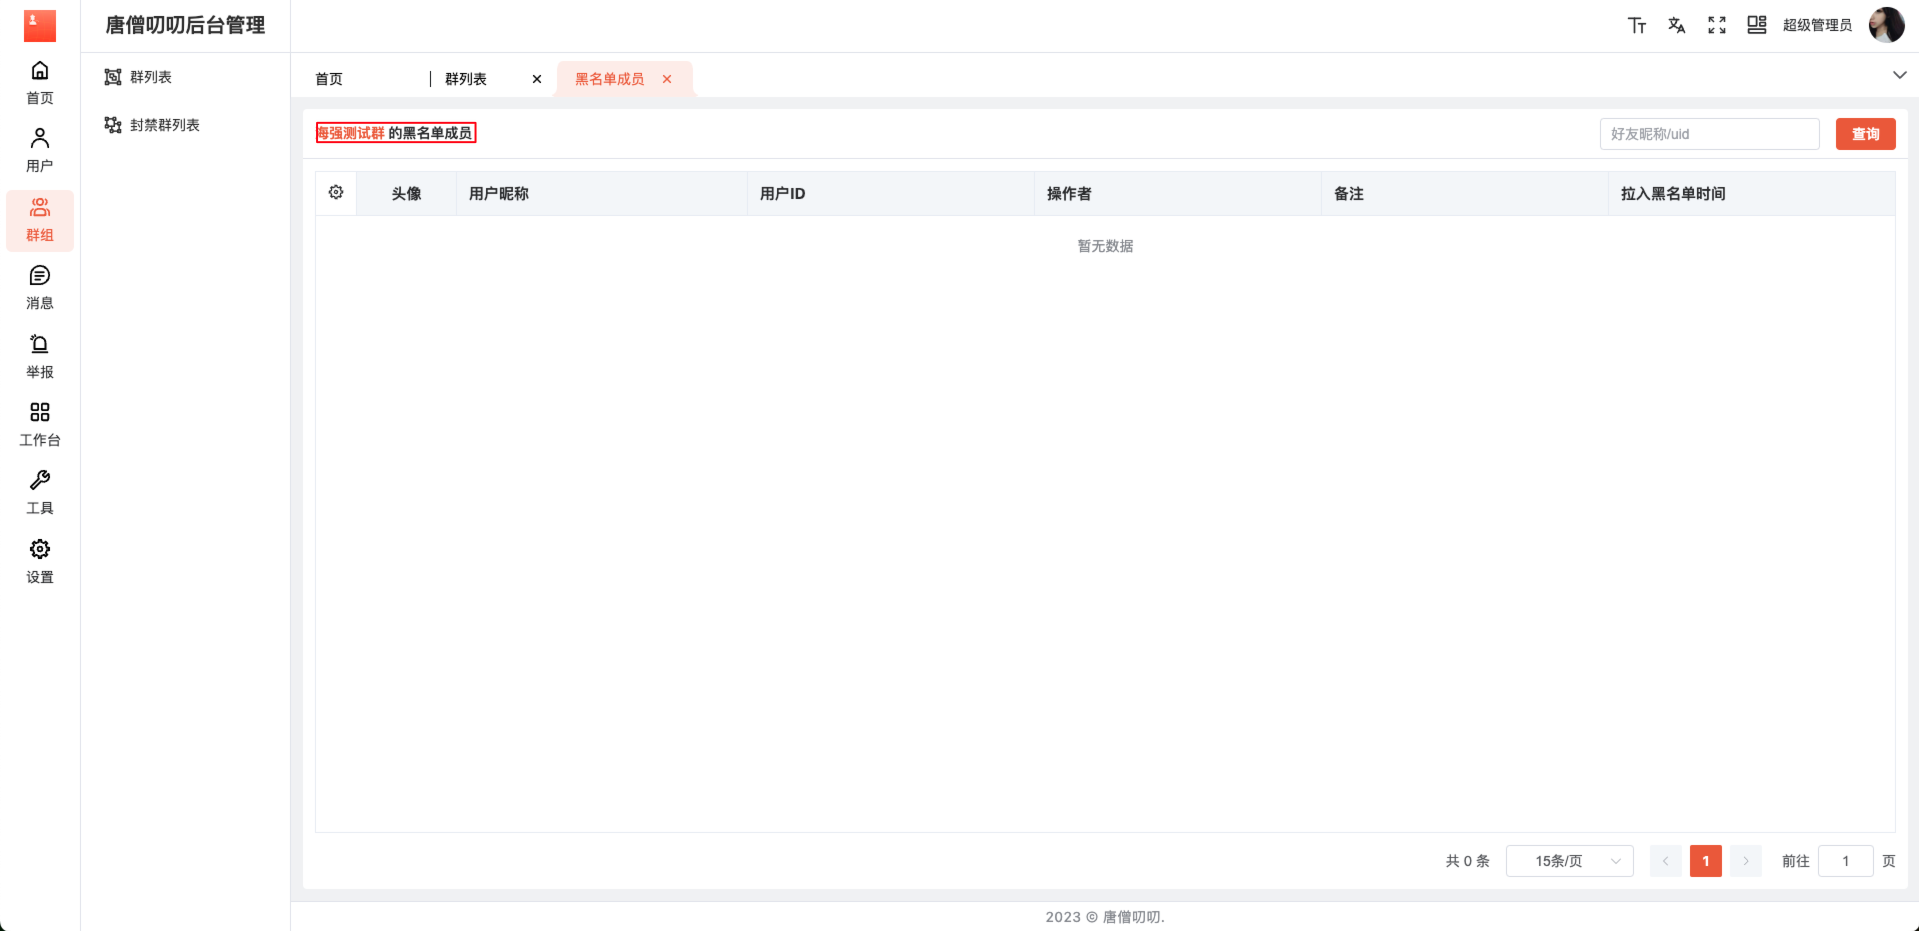 唐僧叨叨后台管理
超级管理员
首页
用户
群组
消息
举报
工作台
工具
设置
群列表
封禁群列表
首页
群列表
黑名单成员
海强测试群 的黑名单成员
好友昵称/uid
查询
头像 用户昵称 用户ID 操作者 备注 拉入黑名单时间
暂无数据
共 0 条 15条/页 1 前往 1 页
2023 © 唐僧叨叨.